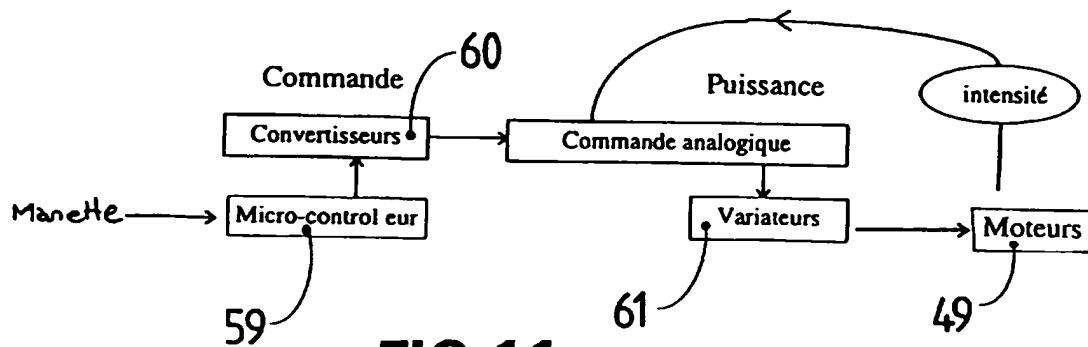 60
Commande
Puissance
intensité
Convertisseurs
Commande analogique
Manette
Micro-control eur
Variateurs
Moteurs
59
61
49